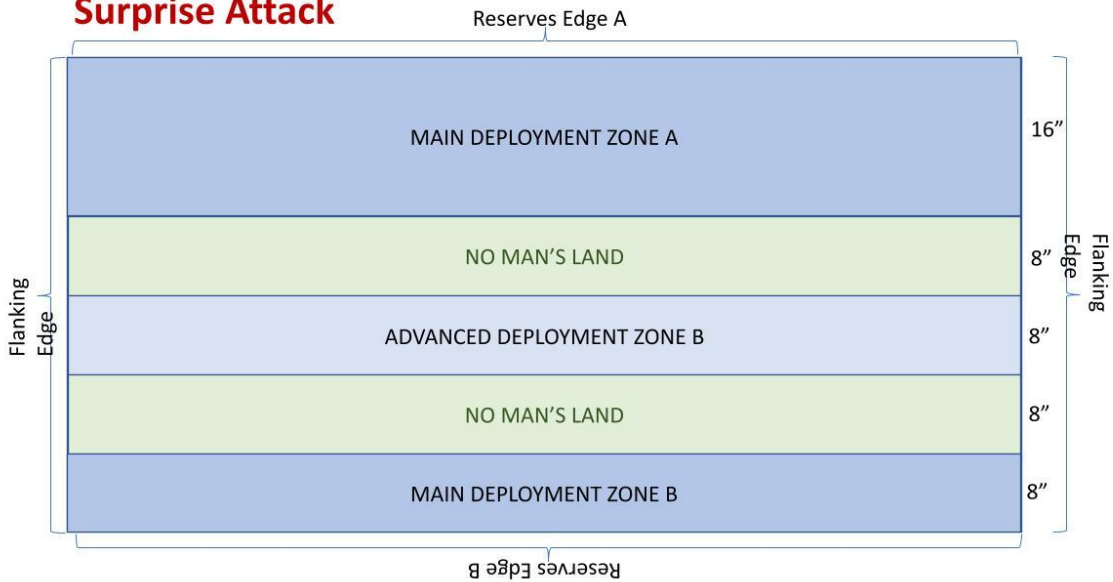 Surprise Attack
Reserves Edge A
MAIN DEPLOYMENT ZONE A
16”
NO MAN’S LAND
8”
Flanking
Edge
Flanking
Edge
ADVANCED DEPLOYMENT ZONE B
8”
NO MAN’S LAND
8”
MAIN DEPLOYMENT ZONE B
8”
Reserves Edge B